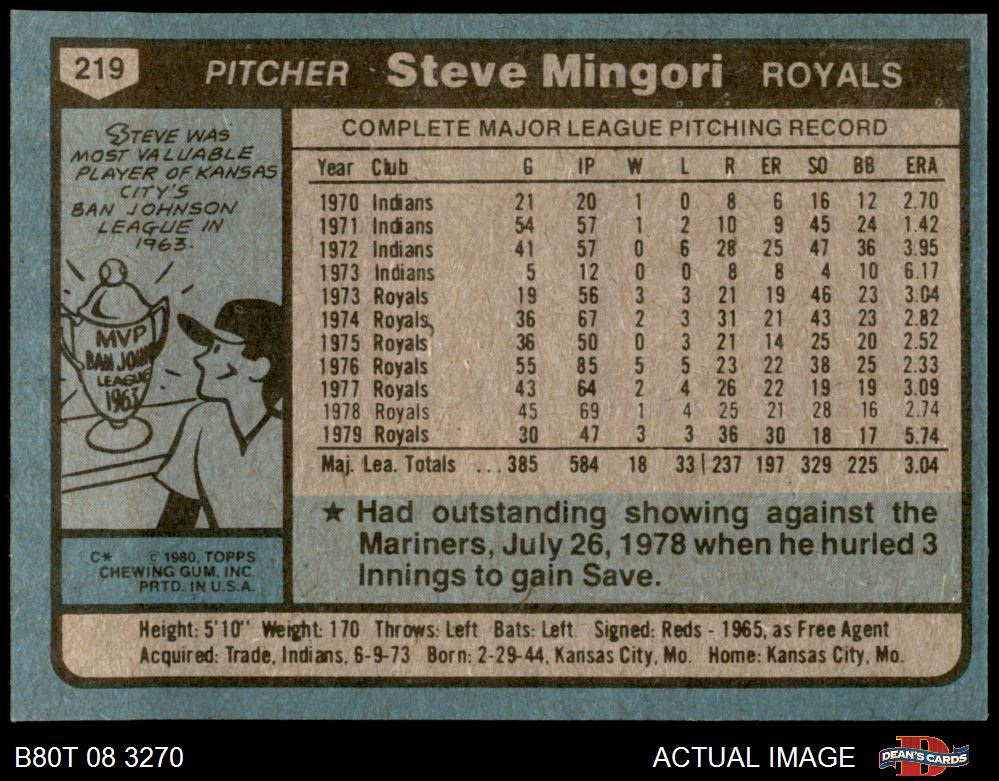 219 PITCHER Steve Mingori ROYALS
STEVE WAS
MOST VALUABLE
PLAYER OF KANSAS
CITY'S
BAN JOHNSON
LEAGUE IN
1963.
MVP
BAN JOHN
LEAGUE
1963
C* © 1980, TOPPS
CHEWING GUM, INC.
PRTD. IN U.S.A.
COMPLETE MAJOR LEAGUE PITCHING RECORD
Year Club G IP W L R ER SO BB ERA
1970 Indians 21 20 1 0 8 6 16 12 2.70
1971 Indians 54 57 1 2 10 9 45 24 1.42
1972 Indians 41 57 0 6 28 25 47 36 3.95
1973 Indians 5 12 0 0 8 8 4 10 6.17
1973 Royals 19 56 3 3 21 19 46 23 3.04
1974 Royals 36 67 2 3 31 21 43 23 2.82
1975 Royals 36 50 0 3 21 14 25 20 2.52
1976 Royals 55 85 5 5 23 22 38 25 2.33
1977 Royals 43 64 2 4 26 22 19 19 3.09
1978 Royals 45 69 1 4 25 21 28 16 2.74
1979 Royals 30 47 3 3 36 30 18 17 5.74
Maj. Lea. Totals ...385 584 18 33 237 197 329 225 3.04
★ Had outstanding showing against the
Mariners, July 26, 1978 when he hurled 3
Innings to gain Save.
Height: 5'10" Weight: 170 Throws: Left Bats: Left Signed: Reds - 1965, as Free Agent
Acquired: Trade, Indians, 6-9-73 Born: 2-29-44, Kansas City, Mo. Home: Kansas City, Mo.
B80T 08 3270 ACTUAL IMAGE DEAN'S CARDS